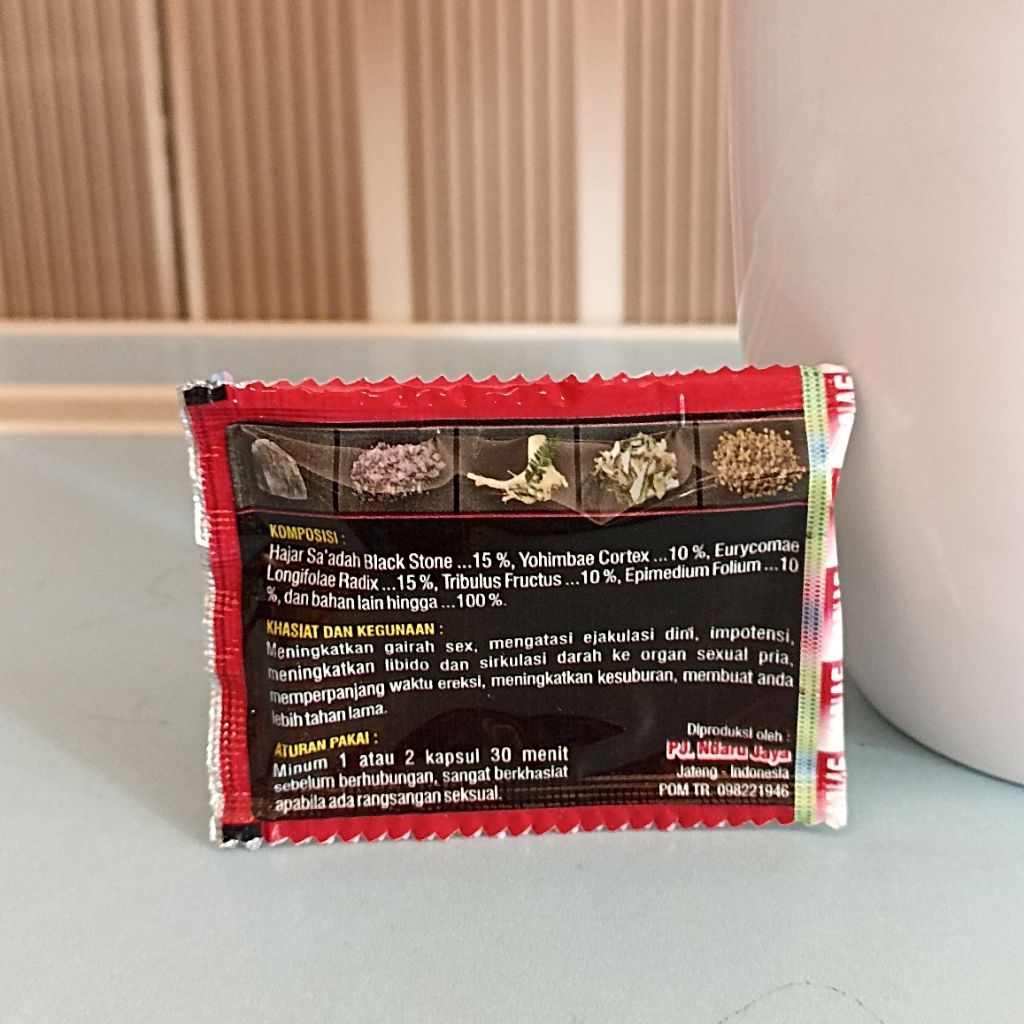 KOMPOSISI :
Hajar Sa'adah Black Stone ...15 %, Yohimbae Cortex ...10 %, Eurycomae
Longifolae Radix ...15 %, Tribulus Fructus ...10 %, Epimedium Folium ...10
%, dan bahan lain hingga ...100 %.
KHASIAT DAN KEGUNAAN :
Meningkatkan gairah sex, mengatasi ejakulasi dini, impotensi,
meningkatkan libido dan sirkulasi darah ke organ sexual pria,
memperpanjang waktu ereksi, meningkatkan kesuburan, membuat anda
lebih tahan lama.
ATURAN PAKAI :
Minum 1 atau 2 kapsul 30 menit
sebelum berhubungan, sangat berkhasiat
apabila ada rangsangan seksual.
Diproduksi oleh :
PJ. Ndaru Jaya
Jateng - Indonesia
POM TR. 098221946